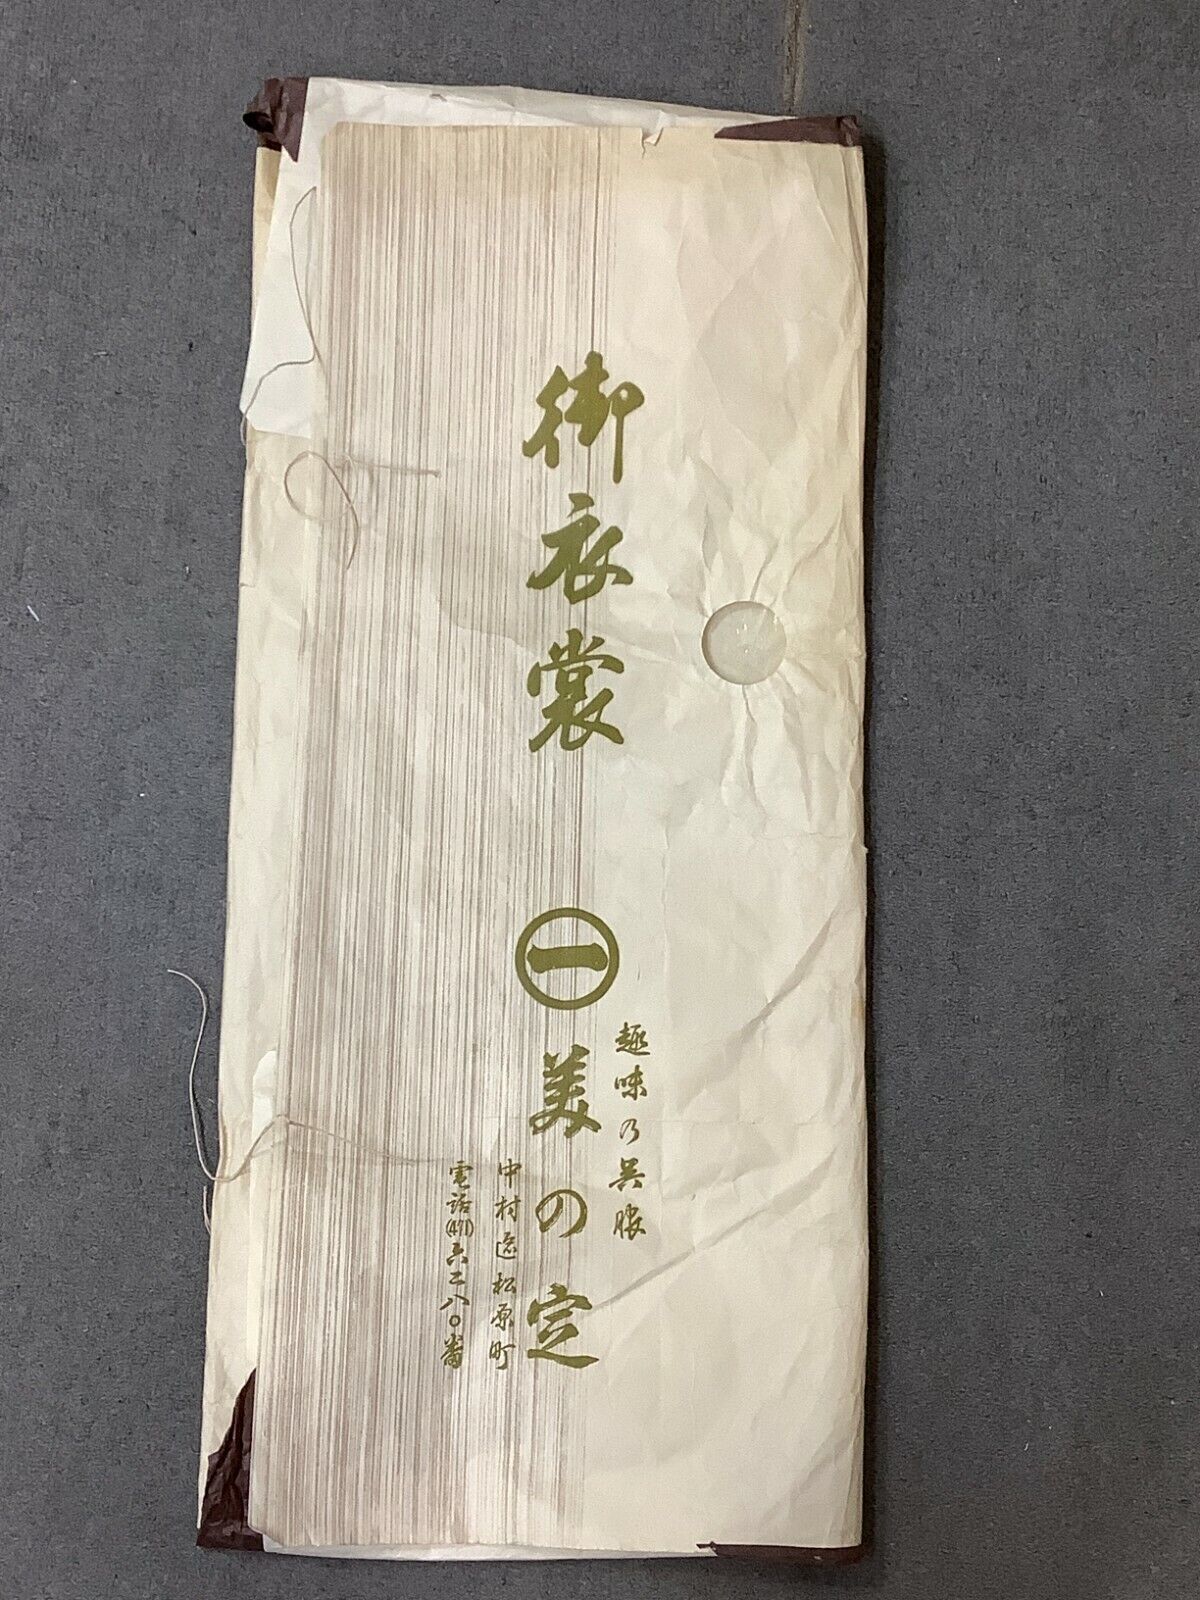 御衣裳
趣味乃呉服
㊀美の定
中村区松原町
電話(471)六二八〇番